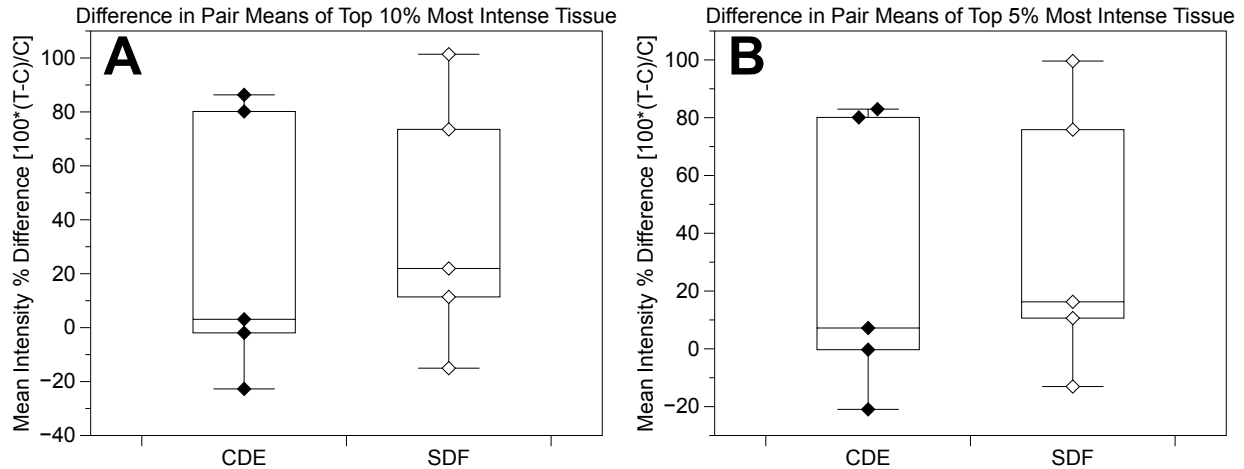 Difference in Pair Means of Top 10% Most Intense Tissue
A
Mean Intensity % Difference [100*(T-C)/C]
100
80
60
40
20
0
−20
−40
CDE
SDF
Difference in Pair Means of Top 5% Most Intense Tissue
B
Mean Intensity % Difference [100*(T-C)/C]
100
80
60
40
20
0
−20
CDE
SDF